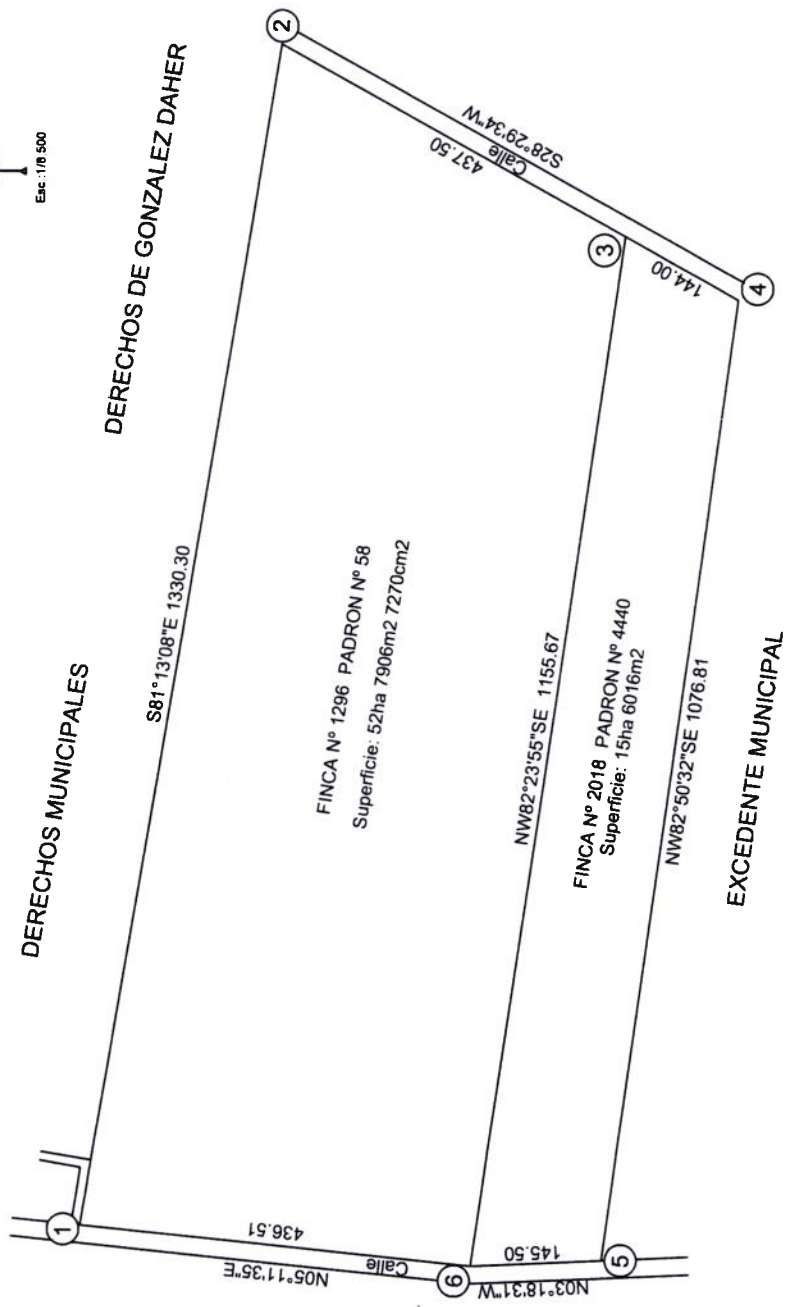 Esc :1/8.500
DERECHOS MUNICIPALES
DERECHOS DE GONZALEZ DAHER
1
2
S81°13'08"E 1330.30
437.50
Calle
S28°29'34"W
3
144.00
4
FINCA Nº 1296 PADRON Nº 58
Superficie: 52ha 7906m2 7270cm2
436.51
N05°11'35"E
Calle
6
NW82°23'55"SE 1155.67
FINCA Nº 2018 PADRON Nº 4440
Superficie: 15ha 6016m2
145.50
N03°18'31"W
5
NW82°50'32"SE 1076.81
EXCEDENTE MUNICIPAL